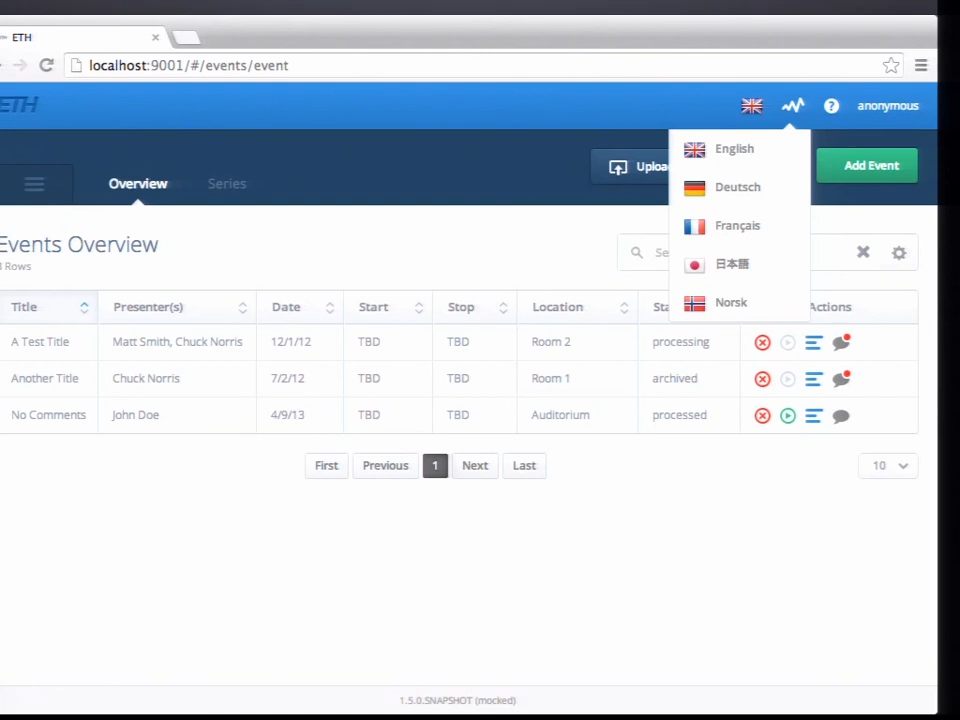 ETH
localhost:9001/#/events/event
ETH
anonymous
English
Deutsch
Français
日本語
Norsk
Overview
Series
Add Event
Events Overview
Rows
Title Presenter(s) Date Start Stop Location Actions
A Test Title Matt Smith, Chuck Norris 12/1/12 TBD TBD Room 2 processing
Another Title Chuck Norris 7/2/12 TBD TBD Room 1 archived
No Comments John Doe 4/9/13 TBD TBD Auditorium processed
First Previous 1 Next Last 10
1.5.0.SNAPSHOT (mocked)